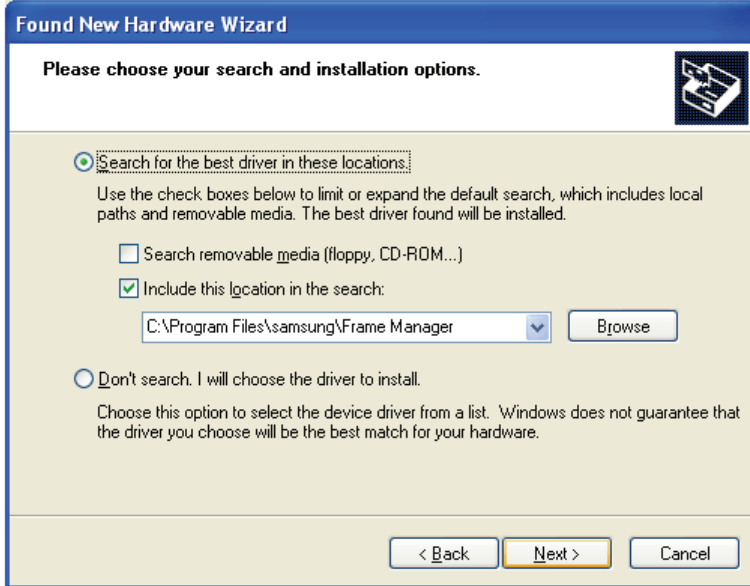 Found New Hardware Wizard
Please choose your search and installation options.
Search for the best driver in these locations.
Use the check boxes below to limit or expand the default search, which includes local
paths and removable media. The best driver found will be installed.
Search removable media (floppy, CD-ROM...)
Include this location in the search:
C:\Program Files\samsung\Frame Manager
Browse
Don't search. I will choose the driver to install.
Choose this option to select the device driver from a list. Windows does not guarantee that
the driver you choose will be the best match for your hardware.
< Back
Next >
Cancel